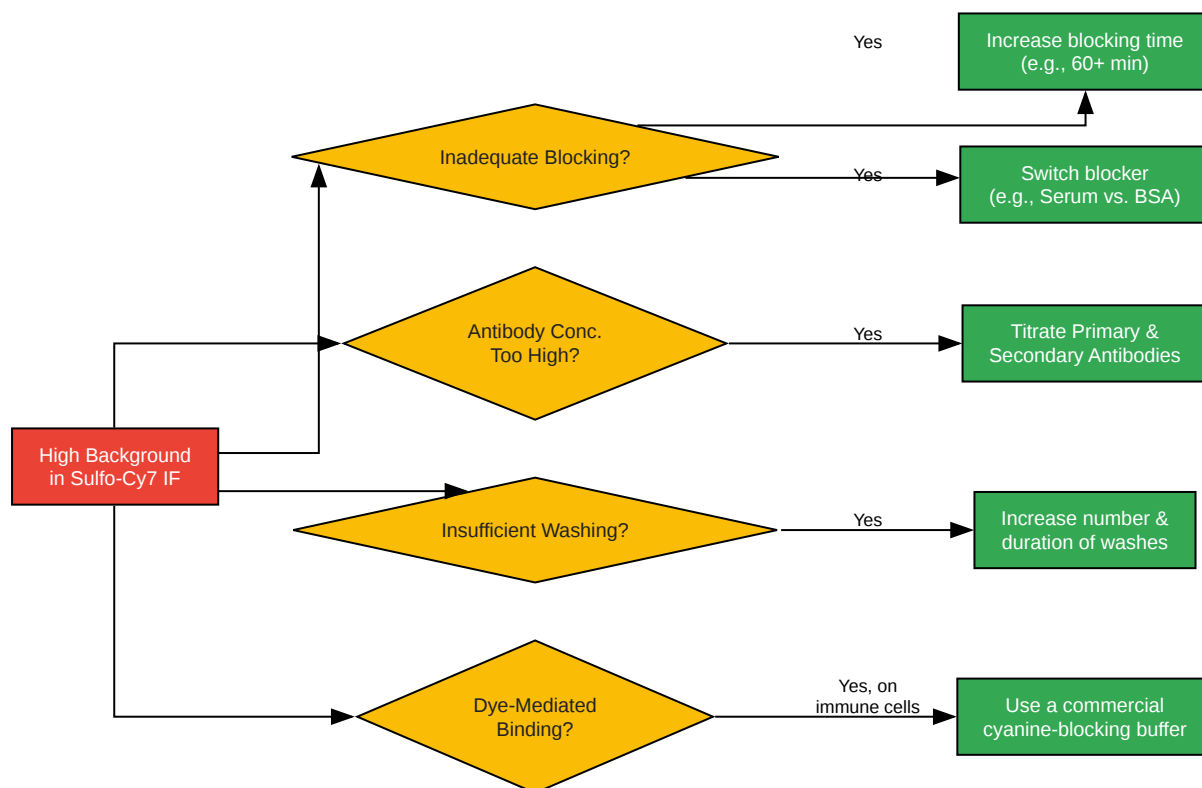 Yes
Increase blocking time
(e.g., 60+ min)
Inadequate Blocking?
Yes
Switch blocker
(e.g., Serum vs. BSA)
Antibody Conc.
Too High?
Yes
Titrate Primary &
Secondary Antibodies
High Background
in Sulfo-Cy7 IF
Insufficient Washing?
Yes
Increase number &
duration of washes
Dye-Mediated
Binding?
Yes, on
immune cells
Use a commercial
cyanine-blocking buffer